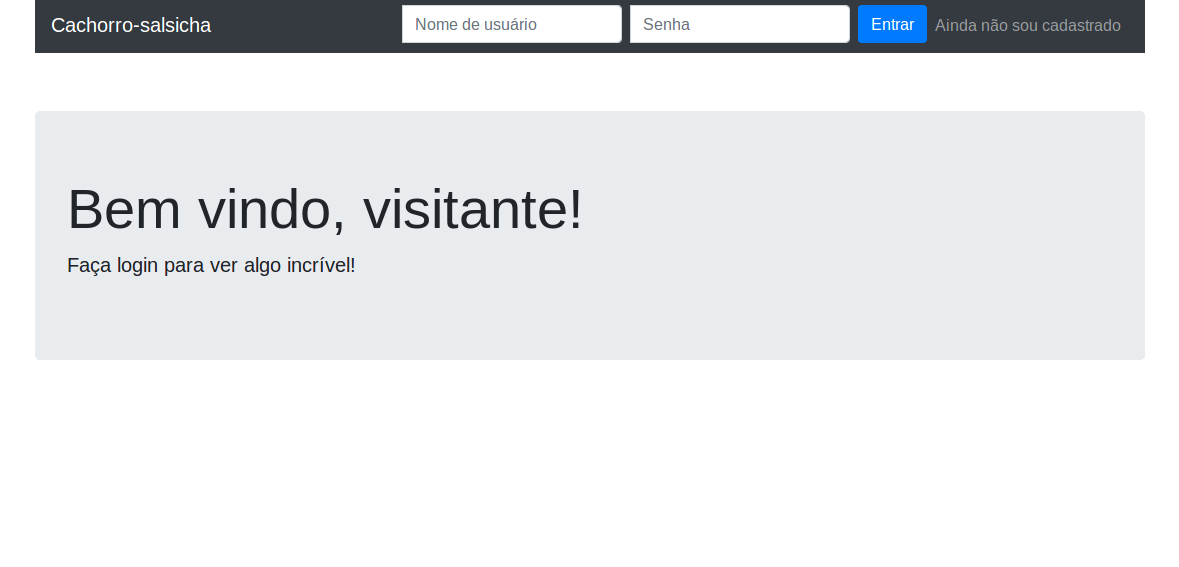 Cachorro-salsicha Nome de usuário Senha Entrar Ainda não sou cadastrado
Bem vindo, visitante!
Faça login para ver algo incrível!